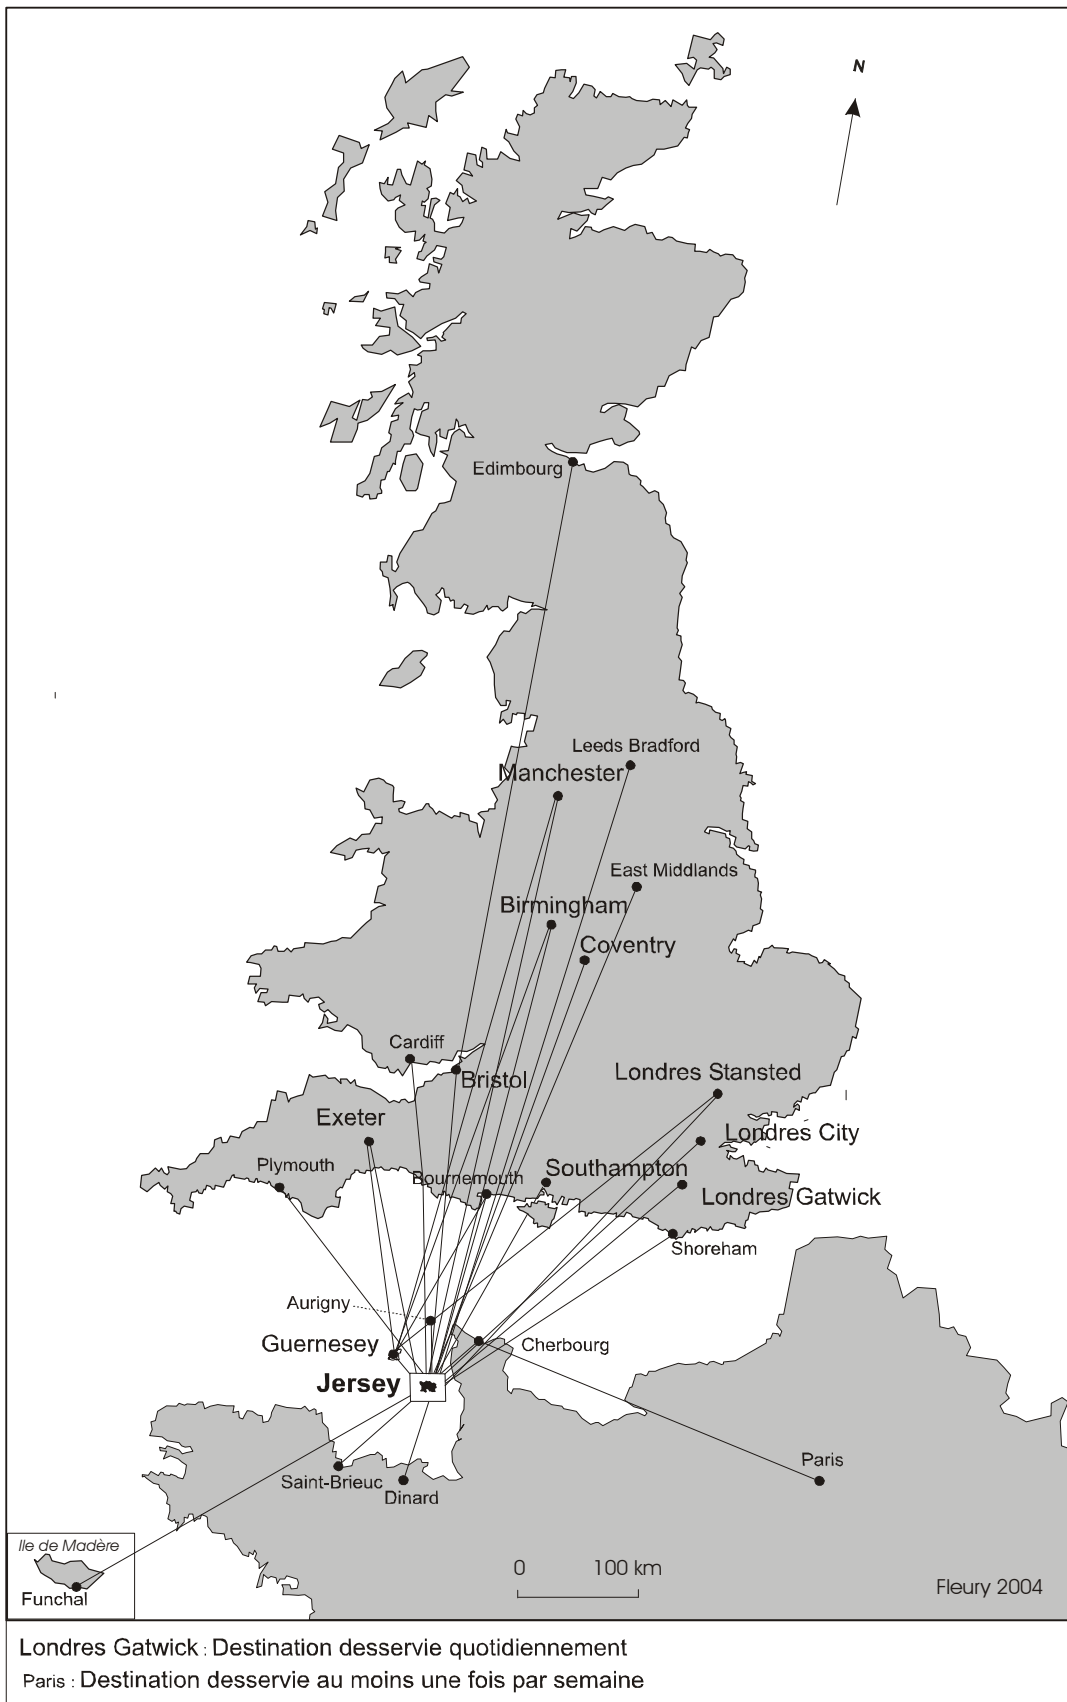 N
Edimbourg
Leeds Bradford
Manchester
East Middlands
Birmingham
Coventry
Cardiff
Bristol
Londres Stansted
Exeter
Londres City
Plymouth
Bournemouth
Southampton
Londres Gatwick
Shoreham
Aurigny
Guernesey
Cherbourg
Jersey
Paris
Saint-Brieuc
Dinard
Ile de Madère
Funchal
0 100 km
Fleury 2004
Londres Gatwick : Destination desservie quotidiennement
Paris : Destination desservie au moins une fois par semaine